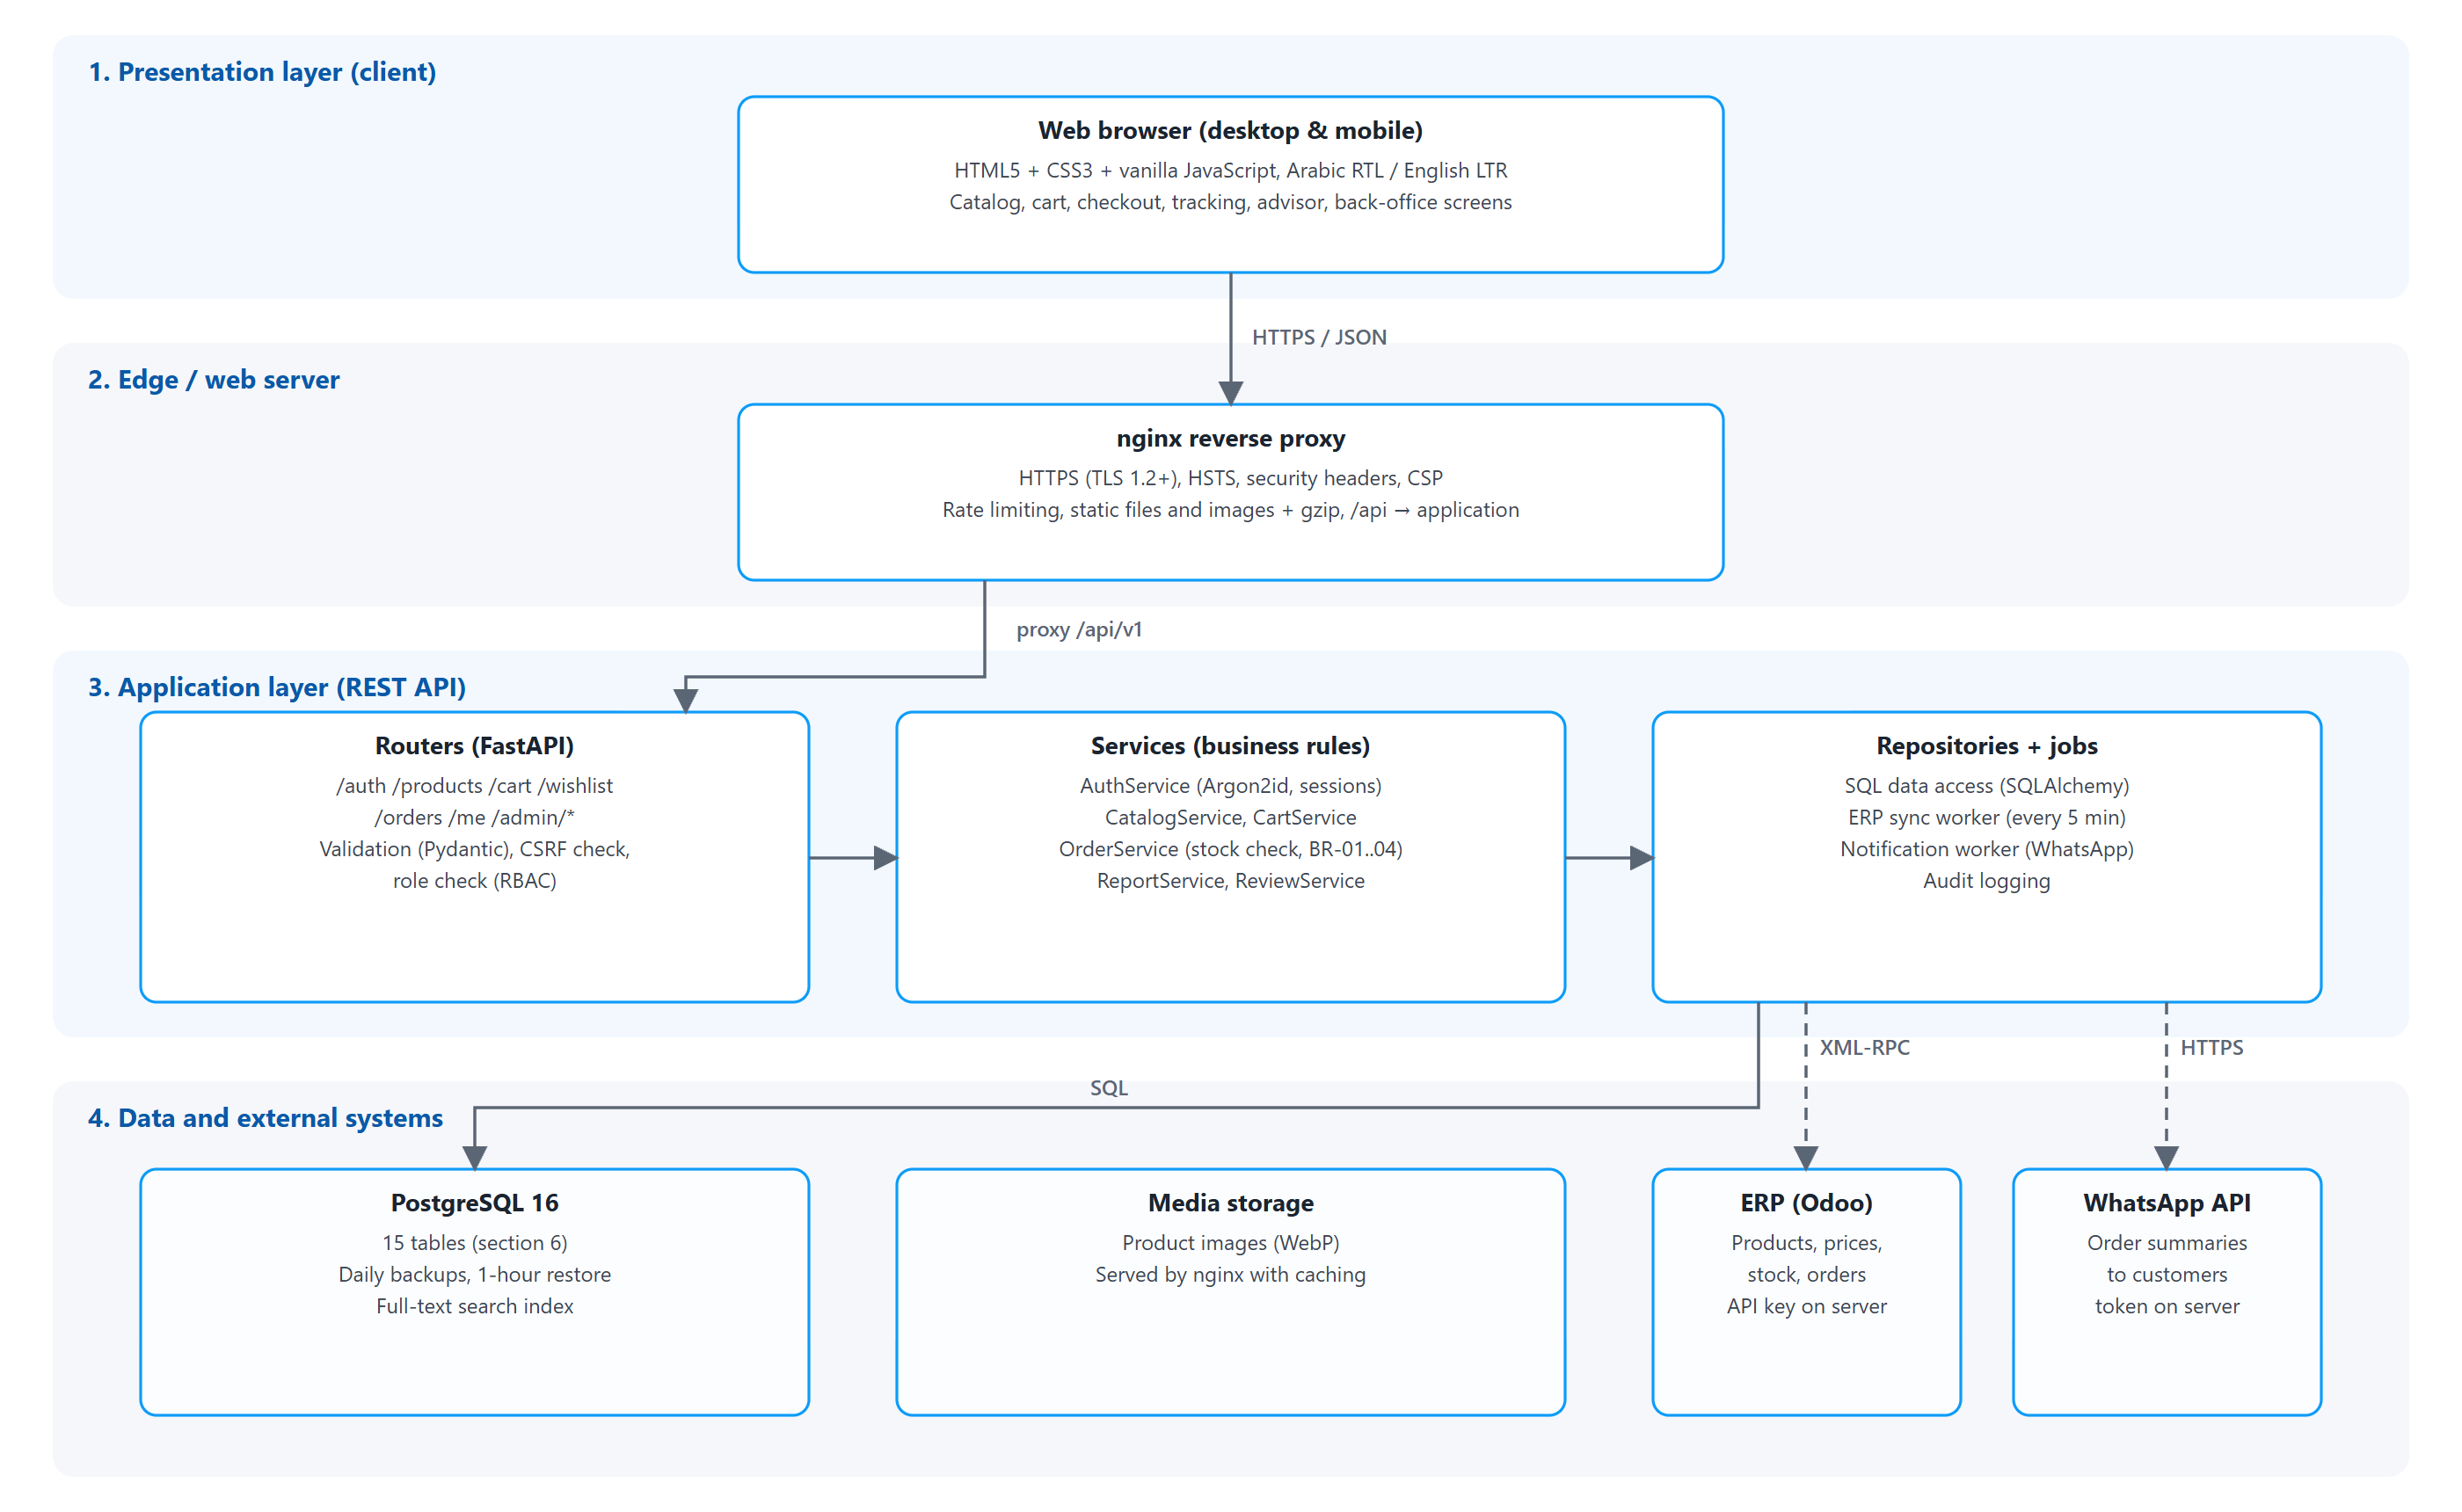 1. Presentation layer (client)
Web browser (desktop & mobile)
HTML5 + CSS3 + vanilla JavaScript, Arabic RTL / English LTR
Catalog, cart, checkout, tracking, advisor, back-office screens
HTTPS / JSON
2. Edge / web server
nginx reverse proxy
HTTPS (TLS 1.2+), HSTS, security headers, CSP
Rate limiting, static files and images + gzip, /api → application
proxy /api/v1
3. Application layer (REST API)
Routers (FastAPI)
/auth /products /cart /wishlist
/orders /me /admin/*
Validation (Pydantic), CSRF check,
role check (RBAC)
Services (business rules)
AuthService (Argon2id, sessions)
CatalogService, CartService
OrderService (stock check, BR-01..04)
ReportService, ReviewService
Repositories + jobs
SQL data access (SQLAlchemy)
ERP sync worker (every 5 min)
Notification worker (WhatsApp)
Audit logging
XML-RPC
HTTPS
SQL
4. Data and external systems
PostgreSQL 16
15 tables (section 6)
Daily backups, 1-hour restore
Full-text search index
Media storage
Product images (WebP)
Served by nginx with caching
ERP (Odoo)
Products, prices,
stock, orders
API key on server
WhatsApp API
Order summaries
to customers
token on server